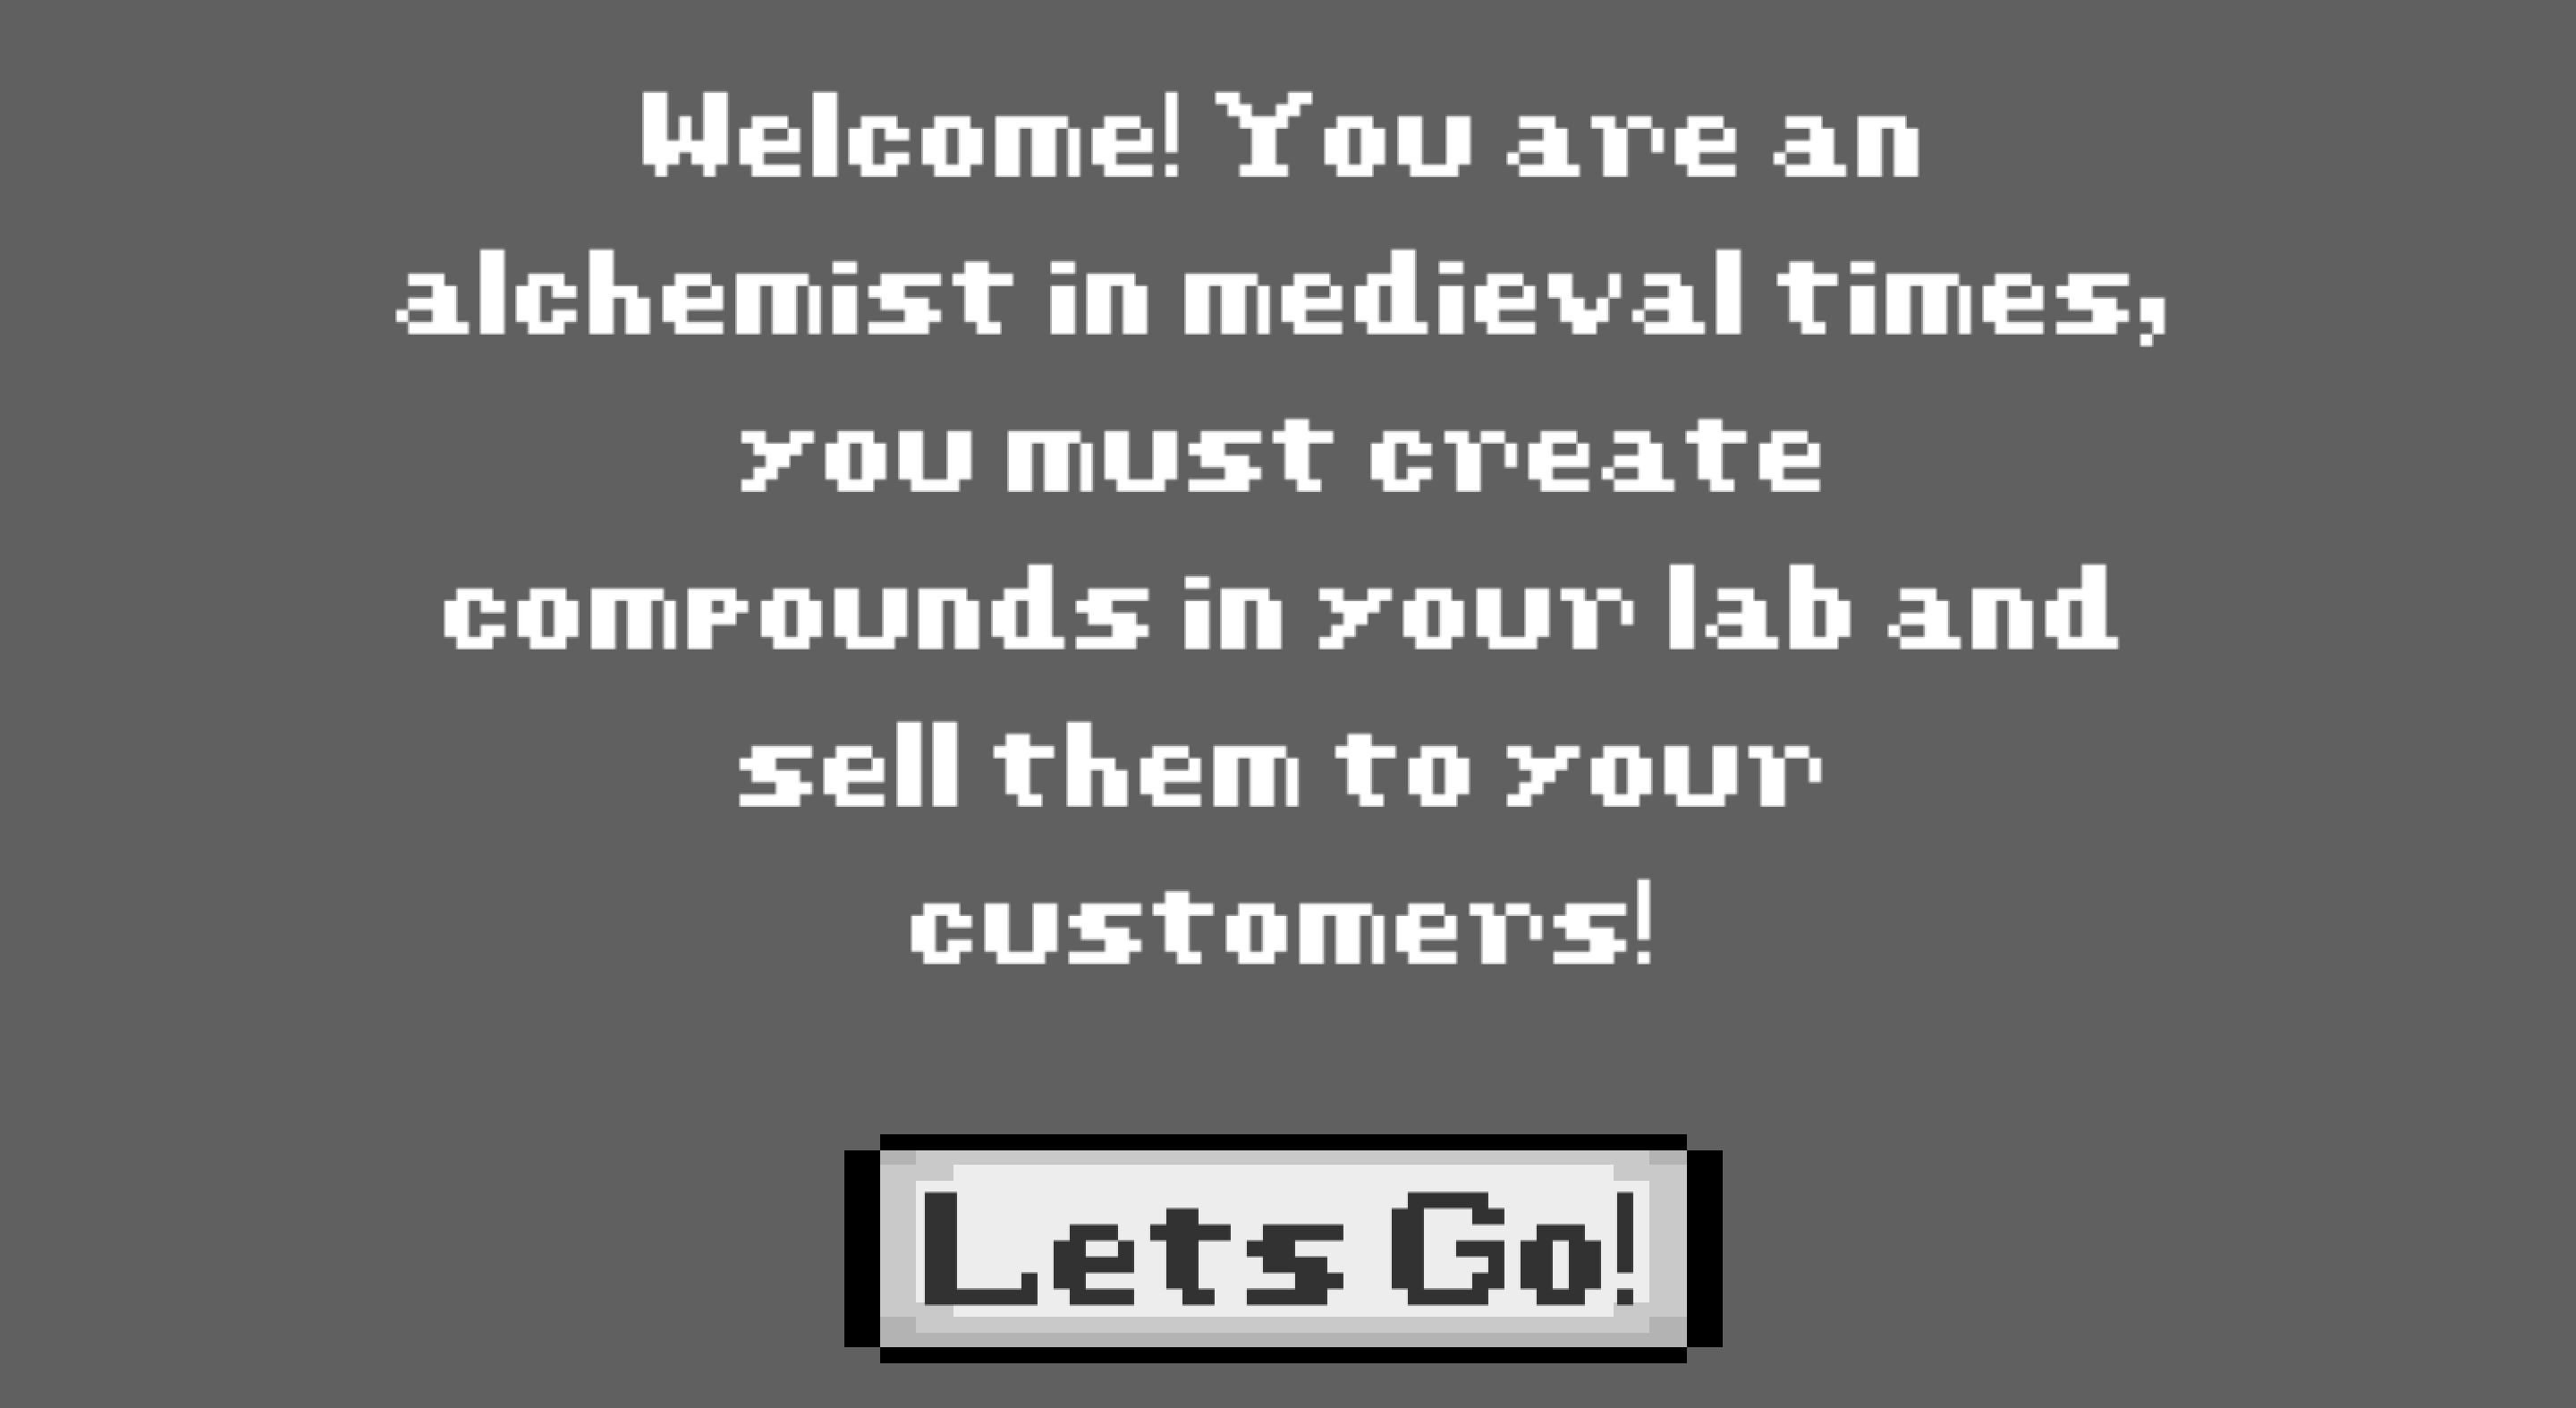 Welcome! You are an
alchemist in medieval times,
you must create
compounds in your lab and
sell them to your
customers!
Lets Go!